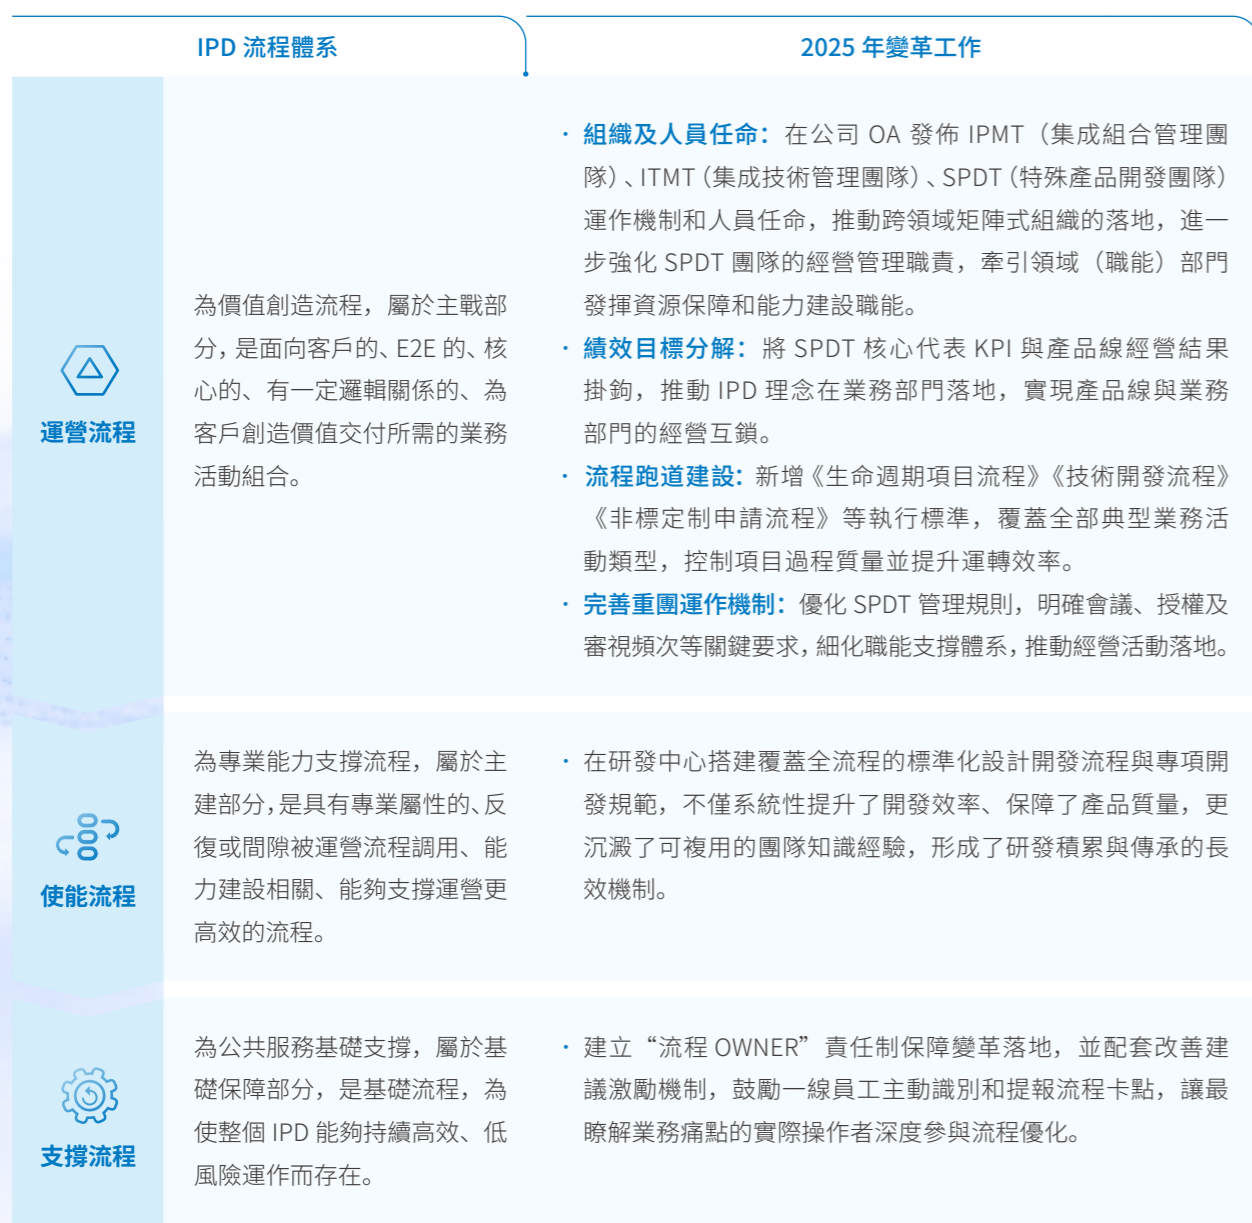 IPD 流程體系
2025 年變革工作
運營流程
為價值創造流程，屬於主戰部
分，是面向客戶的、E2E 的、核
心的、有一定邏輯關係的、為
客戶創造價值交付所需的業務
活動組合。
· 組織及人員任命：在公司 OA 發佈 IPMT（集成組合管理團
隊）、ITMT（集成技術管理團隊）、SPDT（特殊產品開發團隊）
運作機制和人員任命，推動跨領域矩陣式組織的落地，進一
步強化 SPDT 團隊的經營管理職責，牽引領域（職能）部門
發揮資源保障和能力建設職能。
· 績效目標分解：將 SPDT 核心代表 KPI 與產品線經營結果
掛鉤，推動 IPD 理念在業務部門落地，實現產品線與業務
部門的經營互鎖。
· 流程跑道建設：新增《生命週期項目流程》《技術開發流程》
《非標定制申請流程》等執行標準，覆蓋全部典型業務活
動類型，控制項目過程質量並提升運轉效率。
· 完善重團運作機制：優化 SPDT 管理規則，明確會議、授權及
審視頻次等關鍵要求，細化職能支撐體系，推動經營活動落地。
使能流程
為專業能力支撐流程，屬於主
建部分，是具有專業屬性的、反
復或間隙被運營流程調用、能
力建設相關、能夠支撐運營更
高效的流程。
· 在研發中心搭建覆蓋全流程的標準化設計開發流程與專項開
發規範，不僅系統性提升了開發效率、保障了產品質量，更
沉澱了可複用的團隊知識經驗，形成了研發積累與傳承的長
效機制。
支撐流程
為公共服務基礎支撐，屬於基
礎保障部分，是基礎流程，為
使整個 IPD 能夠持續高效、低
風險運作而存在。
· 建立“流程 OWNER”責任制保障變革落地，並配套改善建
議激勵機制，鼓勵一線員工主動識別和提報流程卡點，讓最
瞭解業務痛點的實際操作者深度參與流程優化。